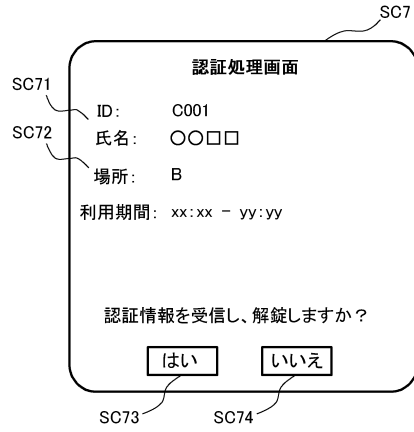 SC7
認証処理画面
SC71
ID: C001
氏名: ○○□□
SC72
場所: B
利用期間: xx:xx - yy:yy
認証情報を受信し、解錠しますか？
はい いいえ
SC73 SC74